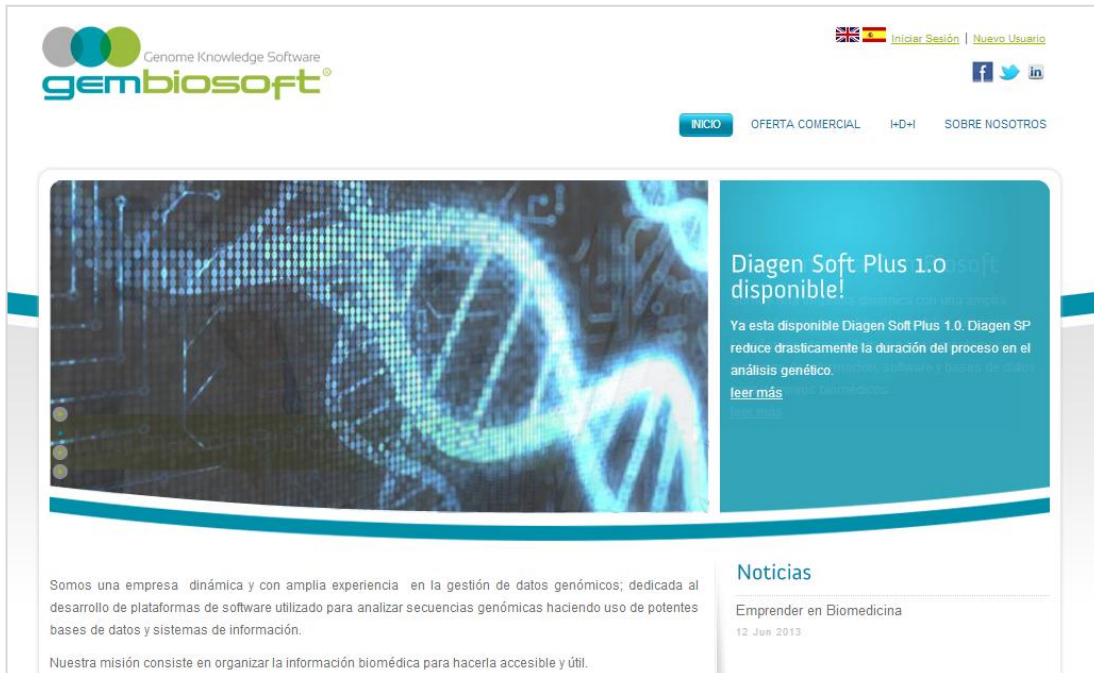 Genome Knowledge Software
gembiosoft®
Iniciar Sesión | Nuevo Usuario
f in
INICIO OFERTA COMERCIAL I+D+I SOBRE NOSOTROS
Diagen Soft Plus 1.0
disponible!
Ya esta disponible Diagen Soft Plus 1.0. Diagen SP
reduce drasticamente la duración del proceso en el
análisis genético.
leer más
leer más
Somos una empresa dinámica y con amplia experiencia en la gestión de datos genómicos; dedicada al
desarrollo de plataformas de software utilizado para analizar secuencias genómicas haciendo uso de potentes
bases de datos y sistemas de información.
Nuestra misión consiste en organizar la información biomédica para hacerla accesible y útil.
Noticias
Emprender en Biomedicina
12 Jun 2013